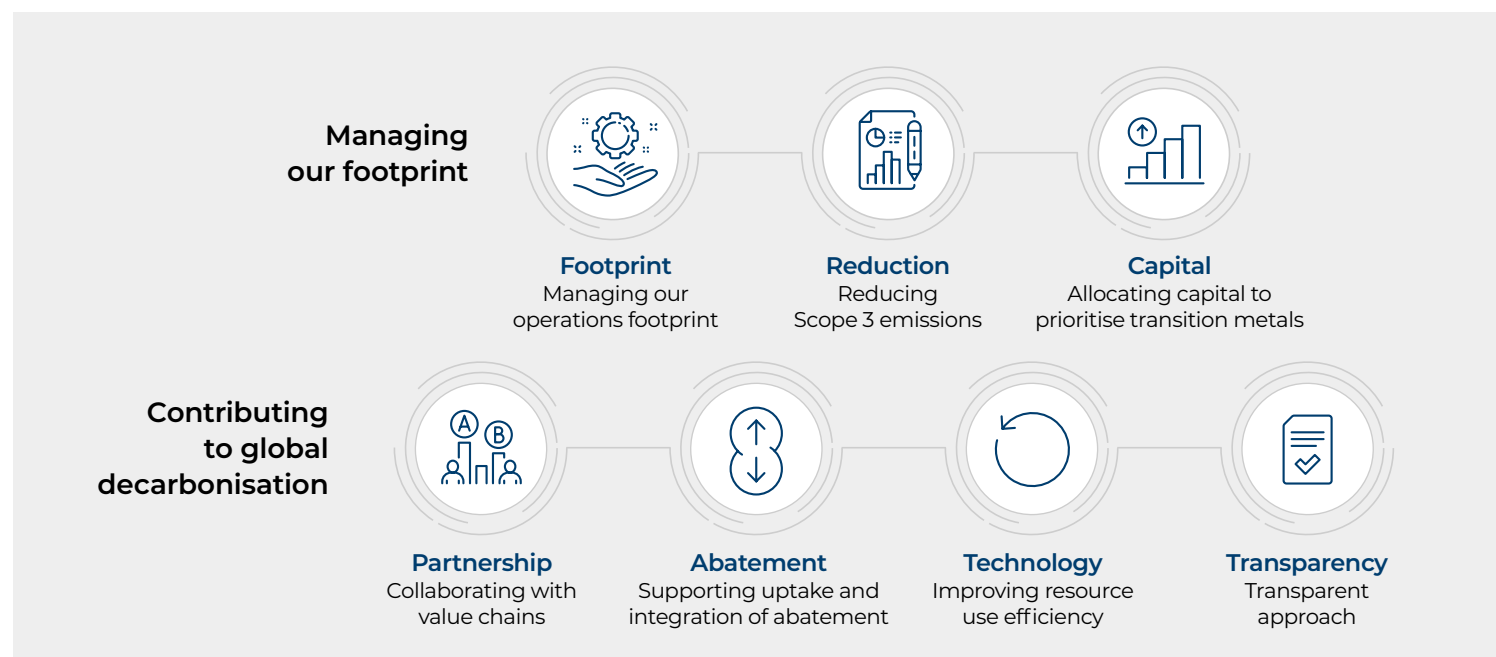 Managing
our footprint
Footprint
Managing our
operations footprint
Reduction
Reducing
Scope 3 emissions
Capital
Allocating capital to
prioritise transition metals
Contributing
to global
decarbonisation
A
B
Partnership
Collaborating with
value chains
Abatement
Supporting uptake and
integration of abatement
Technology
Improving resource
use efficiency
Transparency
Transparent
approach